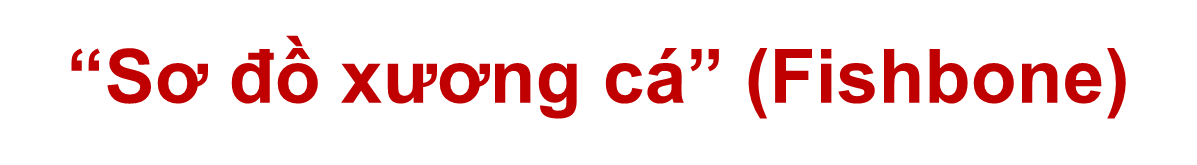 “Sơ đồ xương cá” (Fishbone)